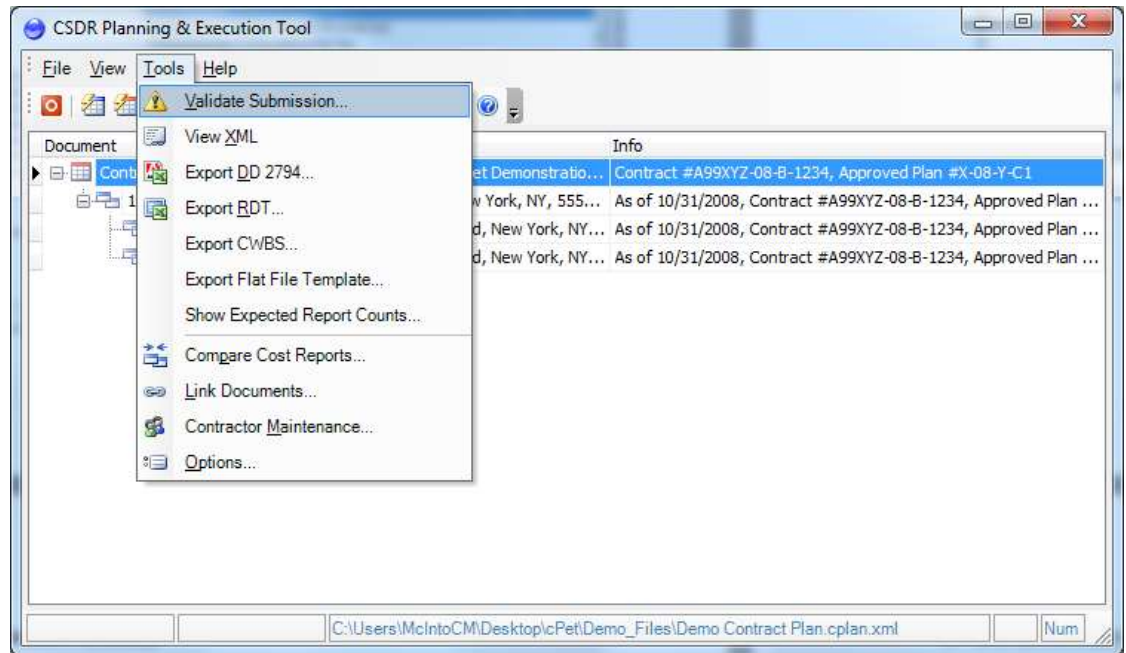 CSDR Planning & Execution Tool
File View Tools Help
Validate Submission...
Document Info
View XML
Export DD 2794...
Cont et Demonstratio... Contract #A99XYZ-08-B-1234, Approved Plan #X-08-Y-C1
1 w York, NY, 555... As of 10/31/2008, Contract #A99XYZ-08-B-1234, Approved Plan ...
Export RDT...
d, New York, NY... As of 10/31/2008, Contract #A99XYZ-08-B-1234, Approved Plan ...
Export CWBS...
d, New York, NY... As of 10/31/2008, Contract #A99XYZ-08-B-1234, Approved Plan ...
Export Flat File Template...
Show Expected Report Counts...
Compare Cost Reports...
Link Documents...
Contractor Maintenance...
Options...
C:\Users\McIntoCM\Desktop\cPet\Demo_Files\Demo Contract Plan.cplan.xml Num